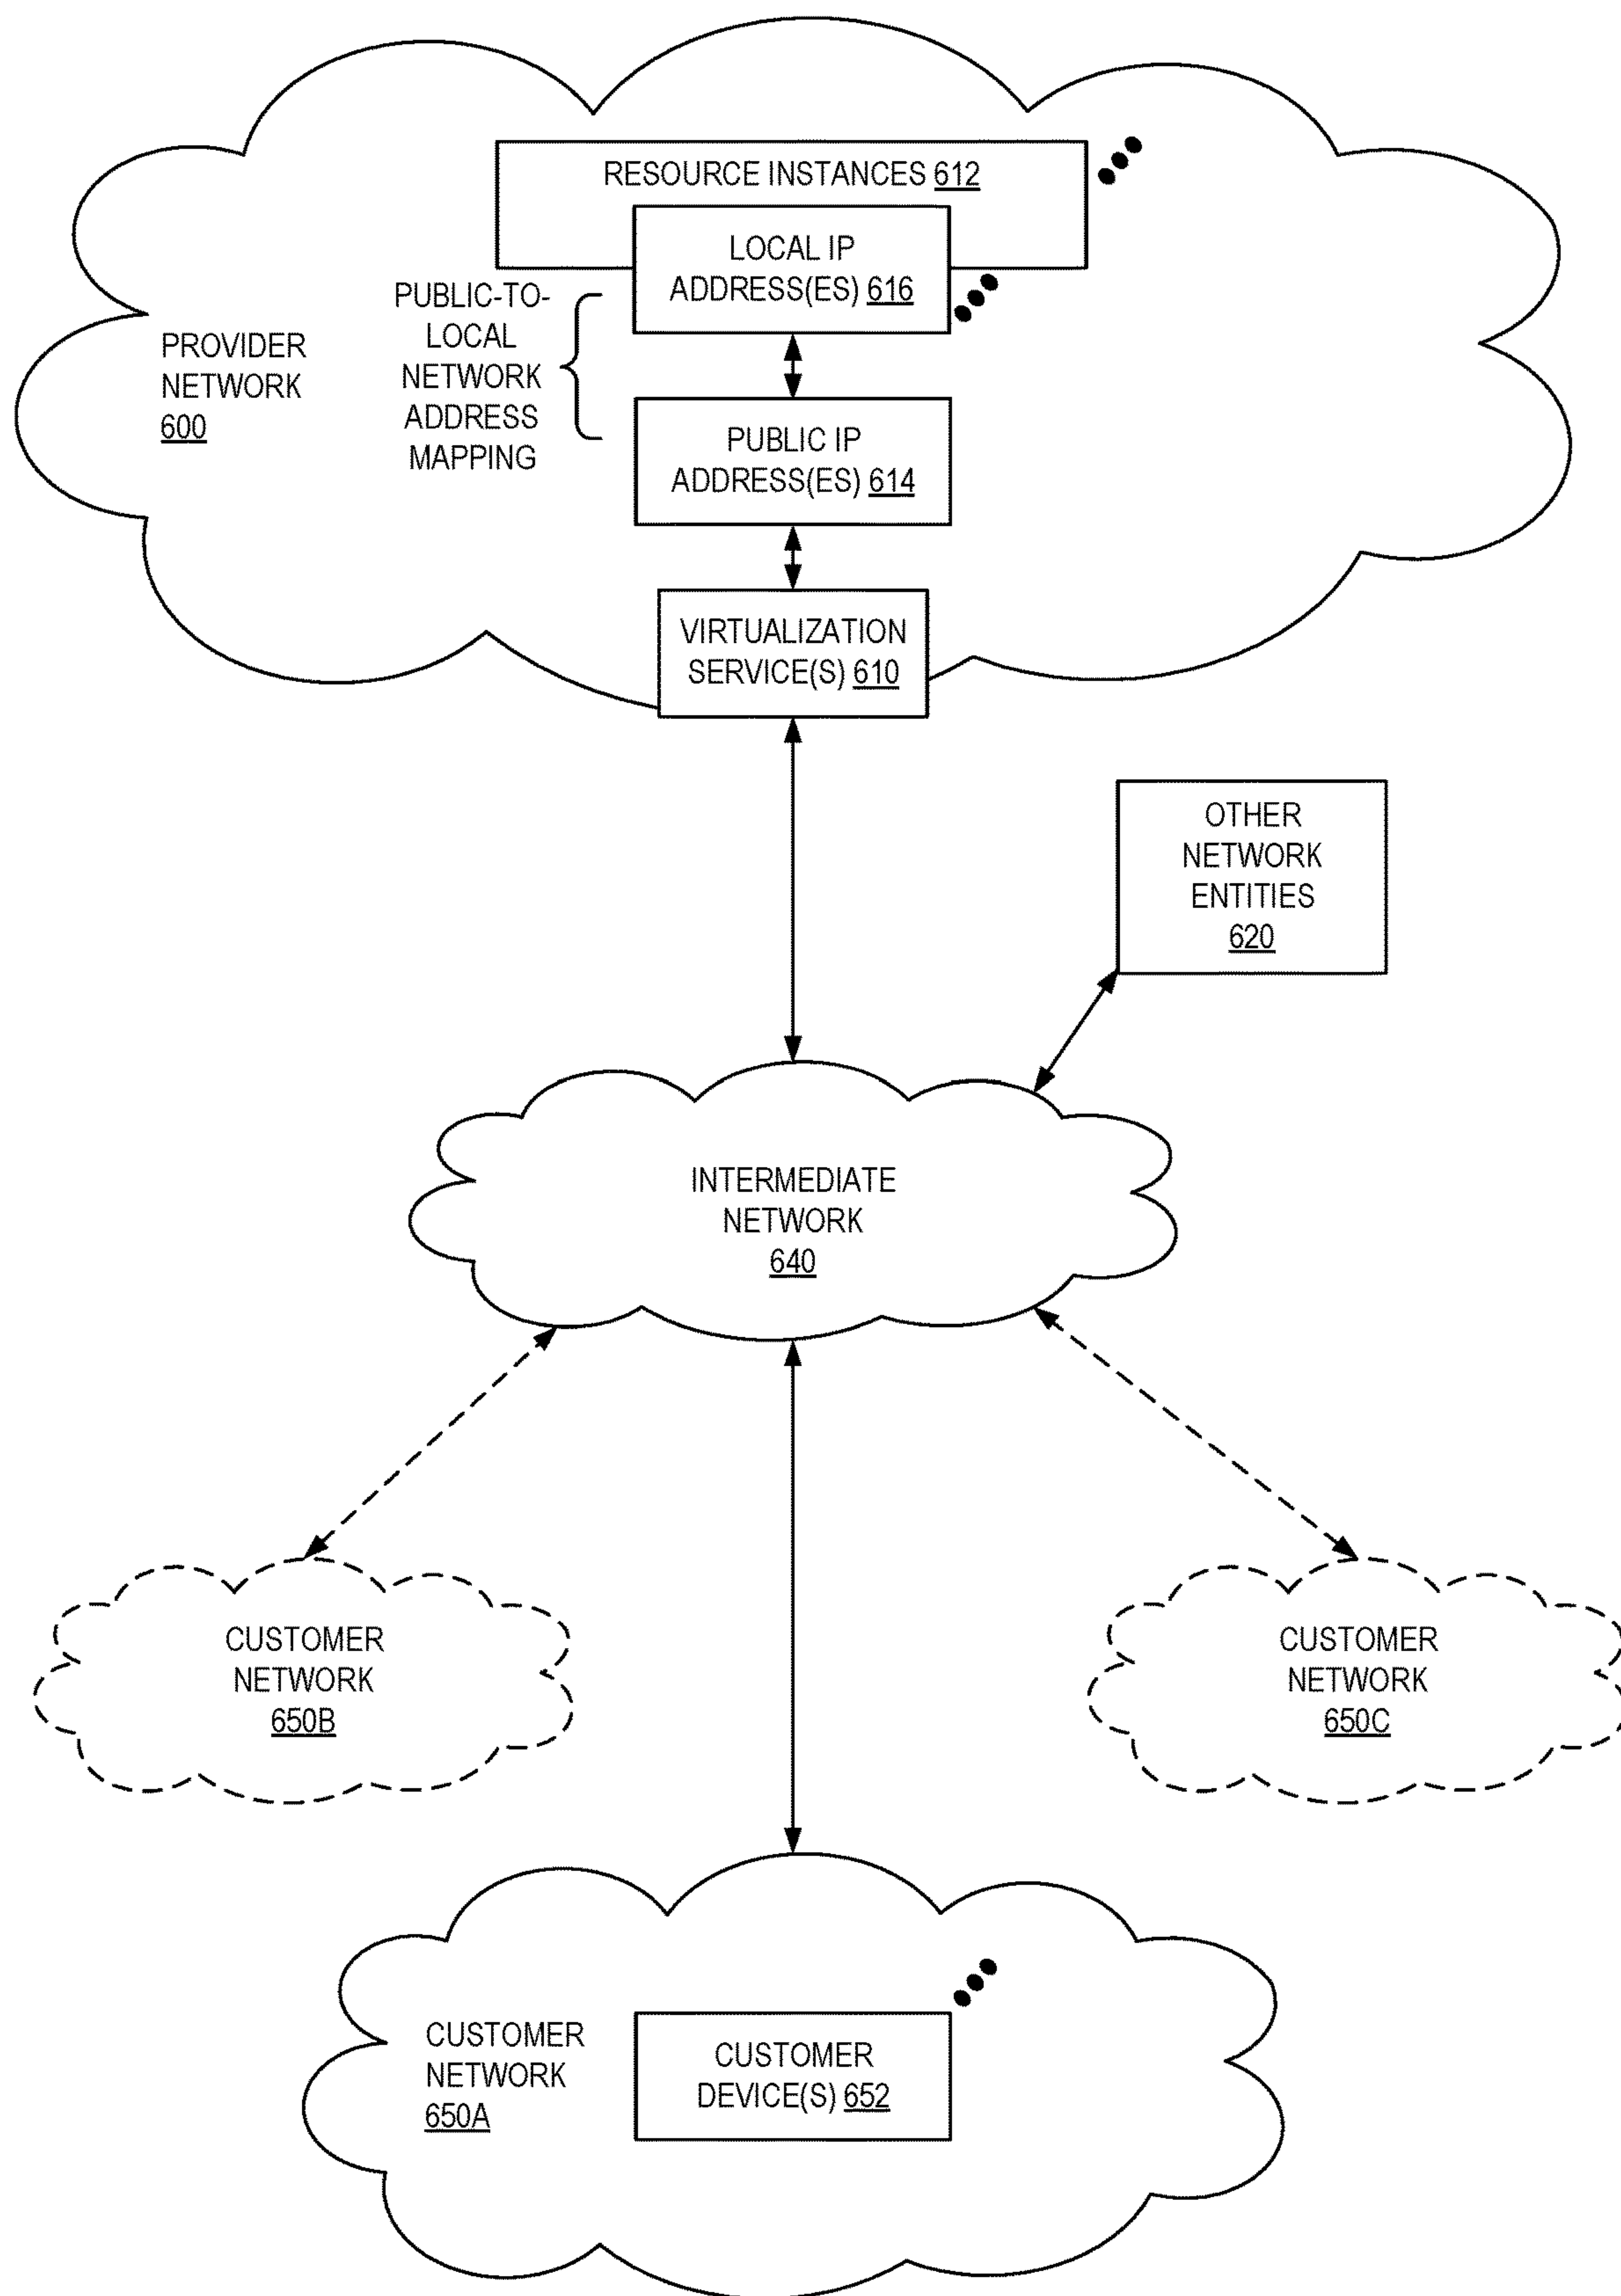 RESOURCE INSTANCES 612
LOCAL IP
ADDRESS(ES) 616
PUBLIC-TO-
LOCAL
NETWORK
ADDRESS
MAPPING
PROVIDER
NETWORK
600
PUBLIC IP
ADDRESS(ES) 614
VIRTUALIZATION
SERVICE(S) 610
OTHER
NETWORK
ENTITIES
620
INTERMEDIATE
NETWORK
640
CUSTOMER
NETWORK
650B
CUSTOMER
NETWORK
650C
CUSTOMER
NETWORK
650A
CUSTOMER
DEVICE(S) 652